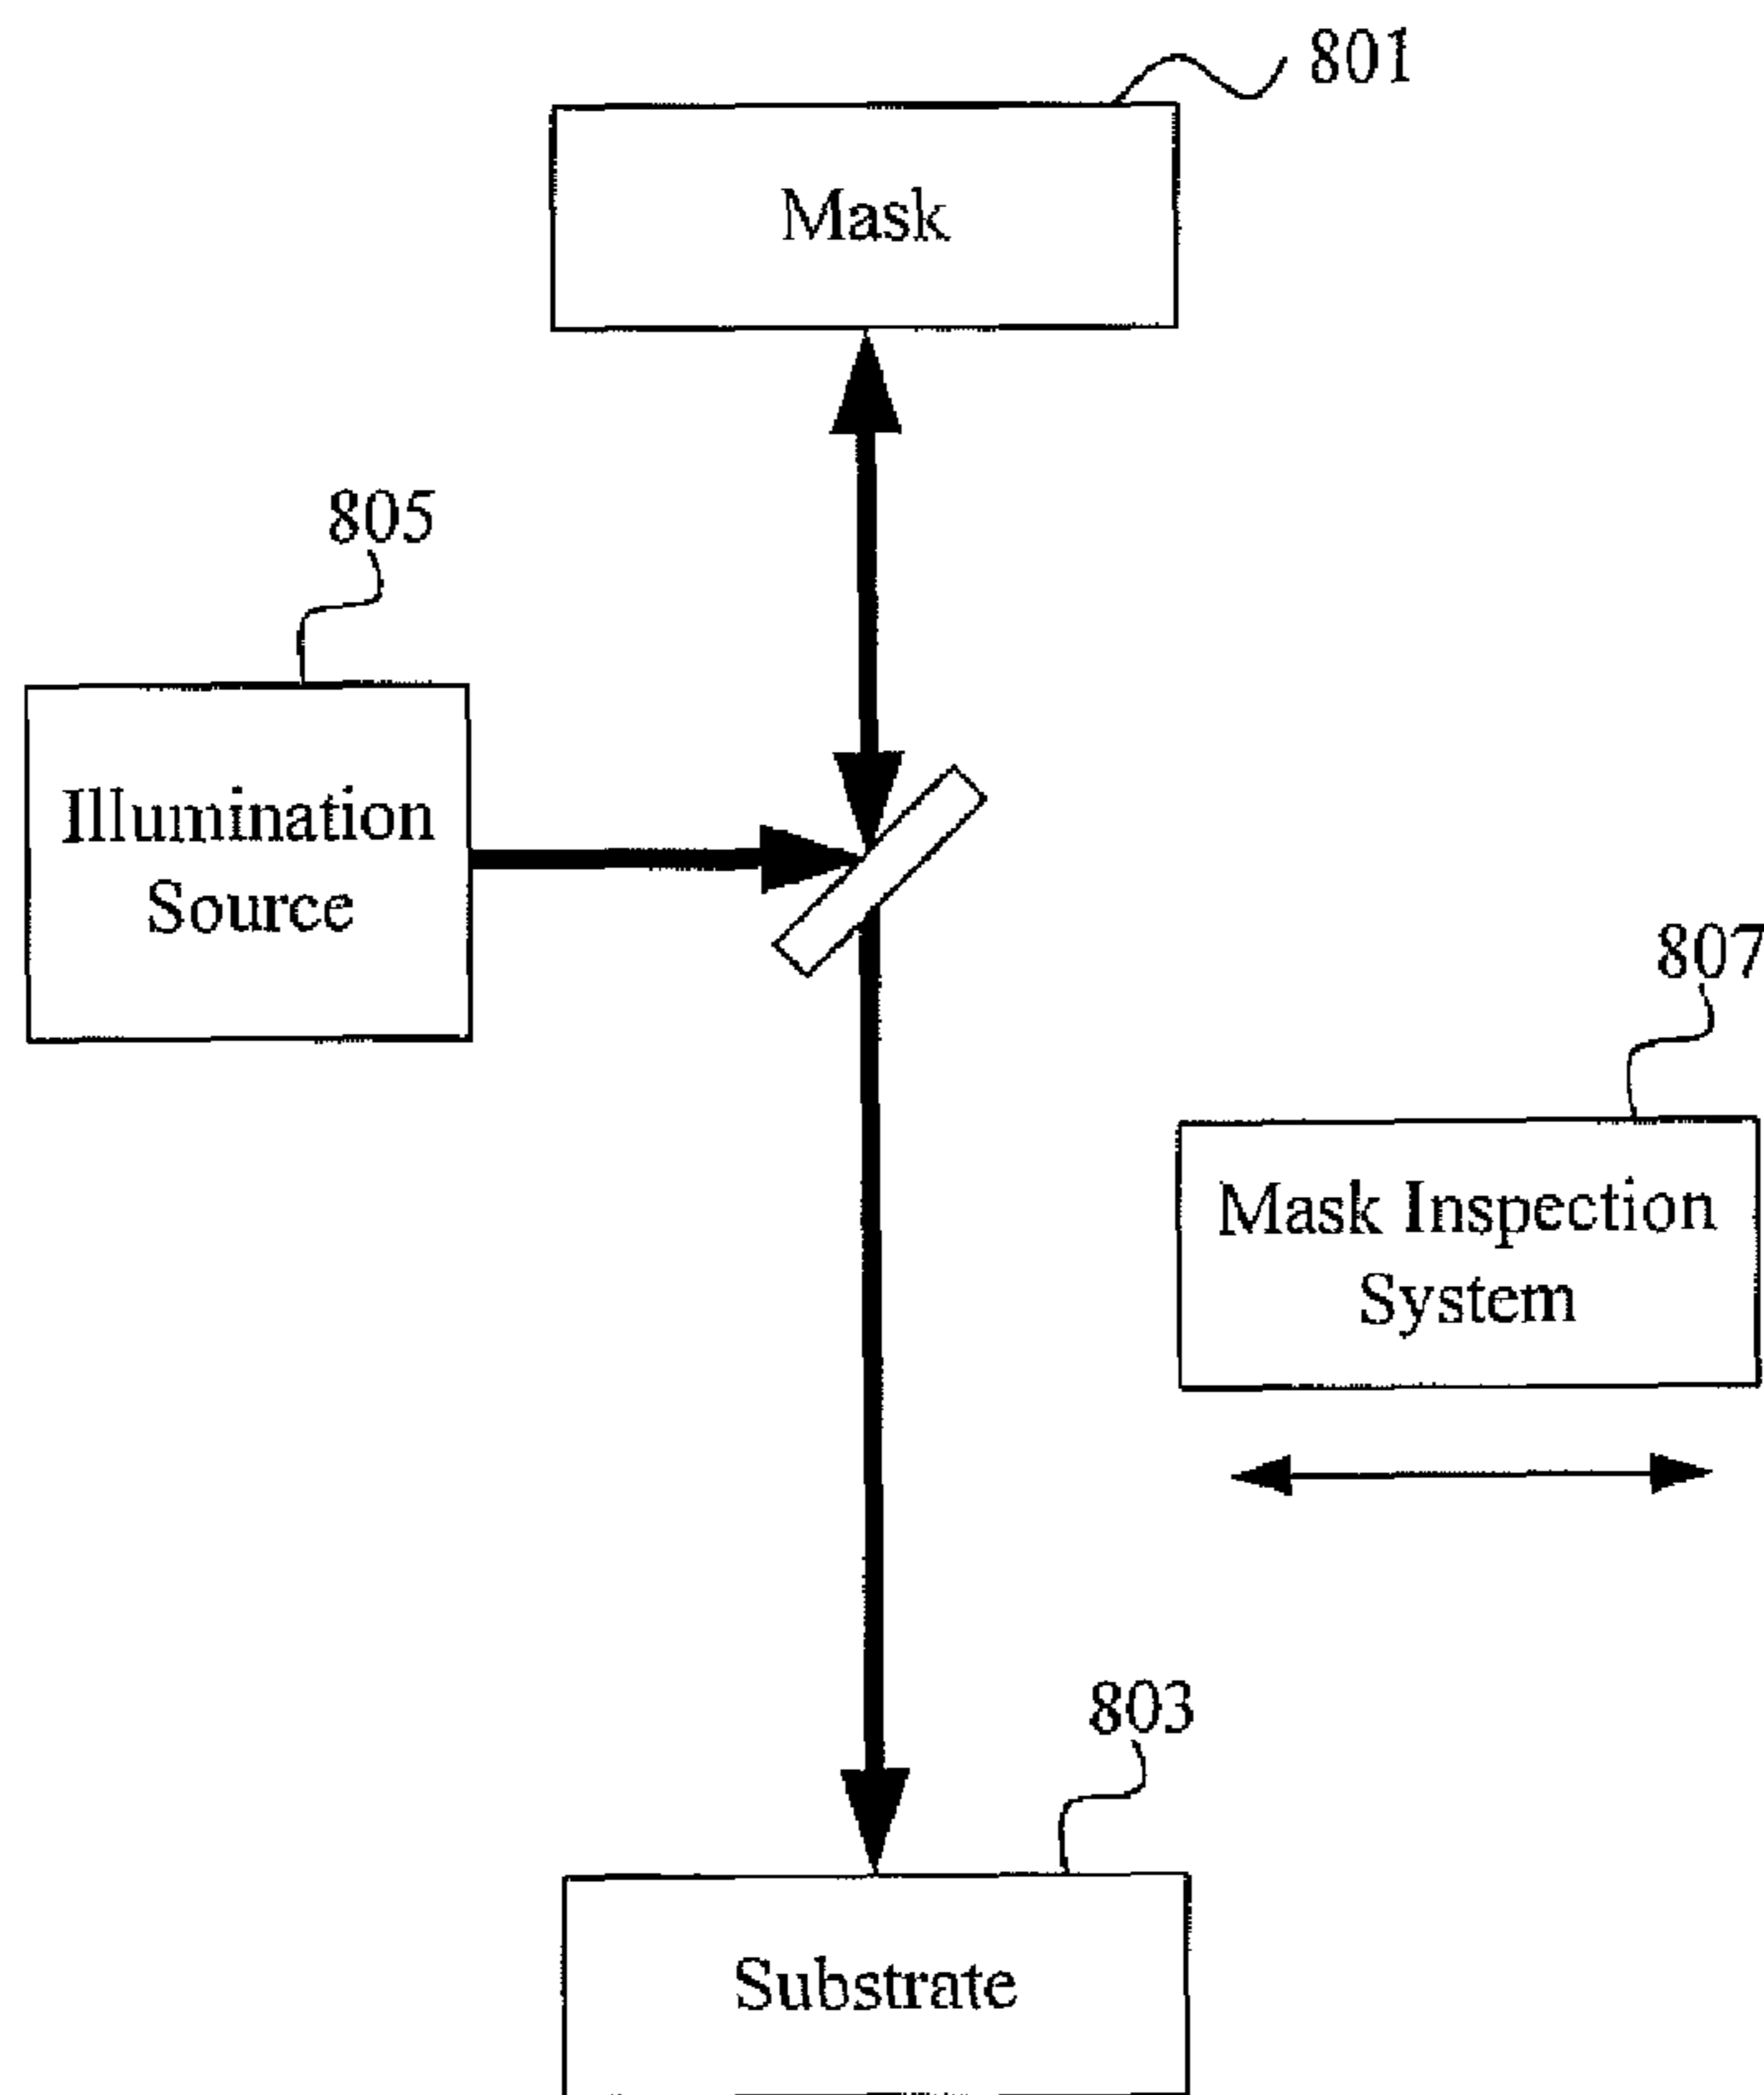 801
Mask
805
Illumination
Source
807
Mask Inspection
System
803
Substrate